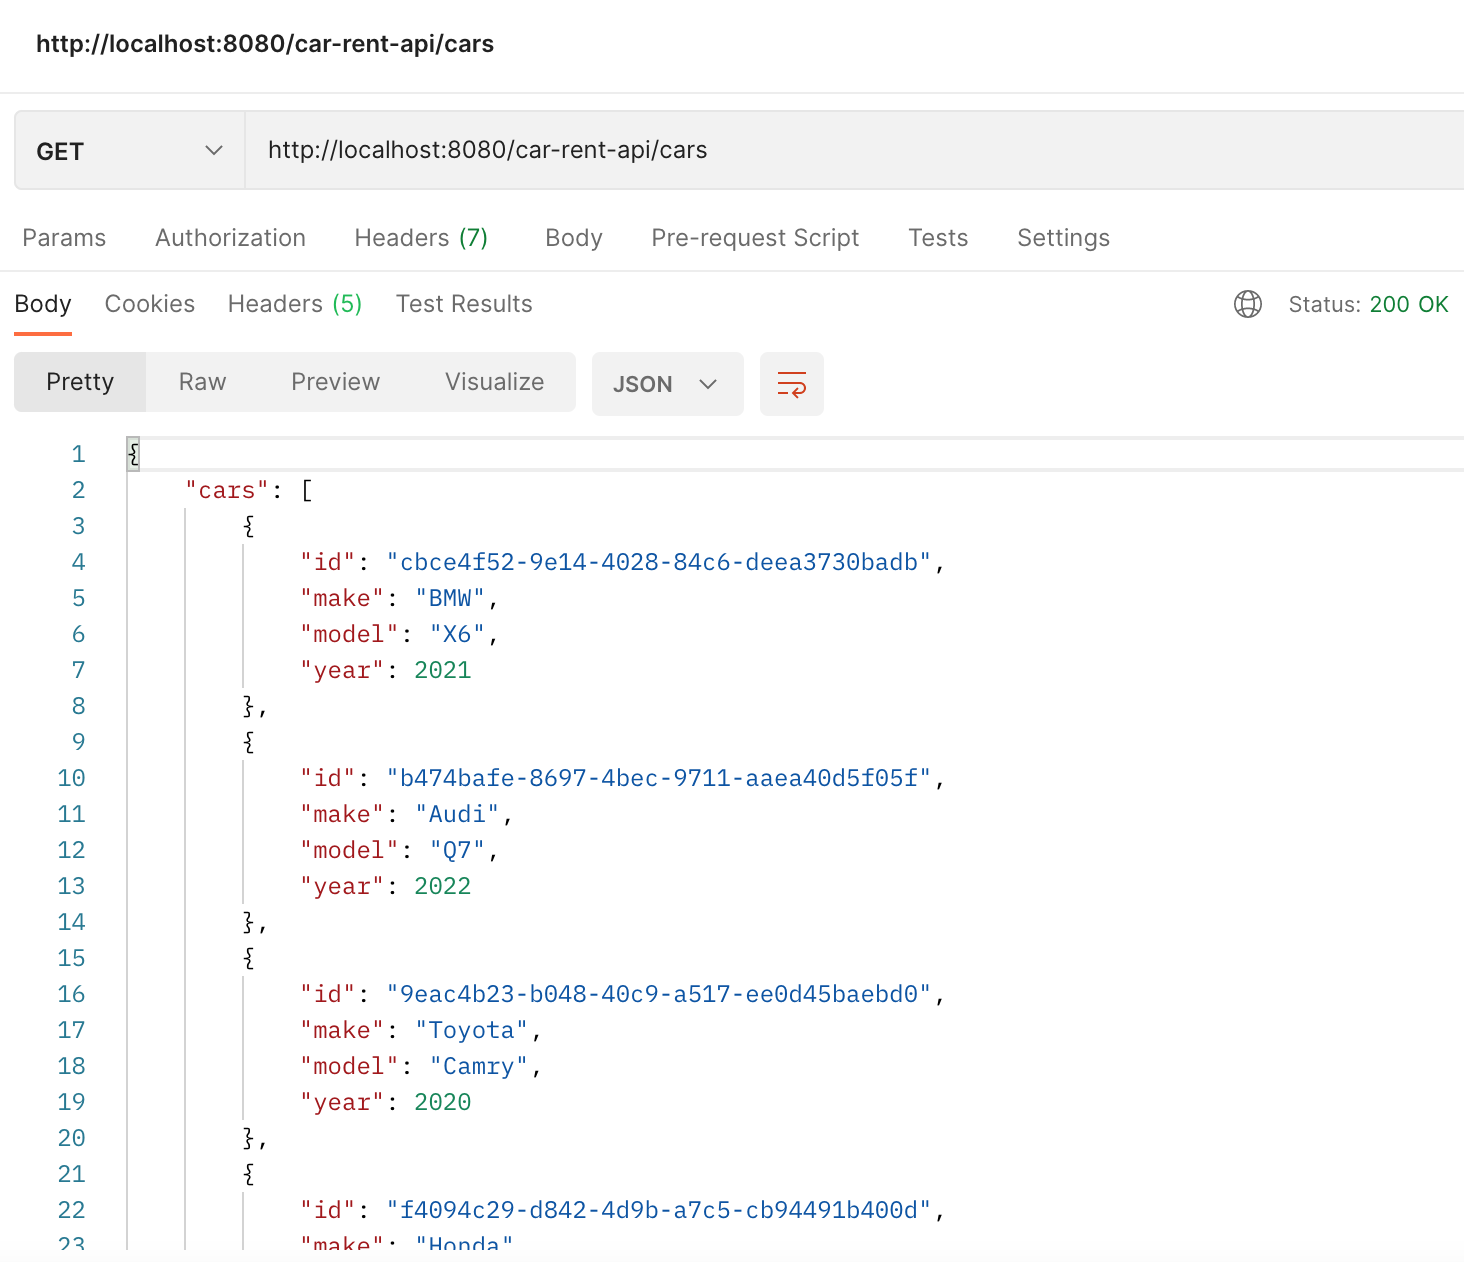 http://localhost:8080/car-rent-api/cars
GET http://localhost:8080/car-rent-api/cars
Params Authorization Headers (7) Body Pre-request Script Tests Settings
Body Cookies Headers (5) Test Results Status: 200 OK
Pretty Raw Preview Visualize JSON
1 {
2 "cars": [
3 {
4 "id": "cbce4f52-9e14-4028-84c6-deea3730badb",
5 "make": "BMW",
6 "model": "X6",
7 "year": 2021
8 },
9 {
10 "id": "b474bafe-8697-4bec-9711-aaea40d5f05f",
11 "make": "Audi",
12 "model": "Q7",
13 "year": 2022
14 },
15 {
16 "id": "9eac4b23-b048-40c9-a517-ee0d45baebd0",
17 "make": "Toyota",
18 "model": "Camry",
19 "year": 2020
20 },
21 {
22 "id": "f4094c29-d842-4d9b-a7c5-cb94491b400d",
23 "make": "Honda"